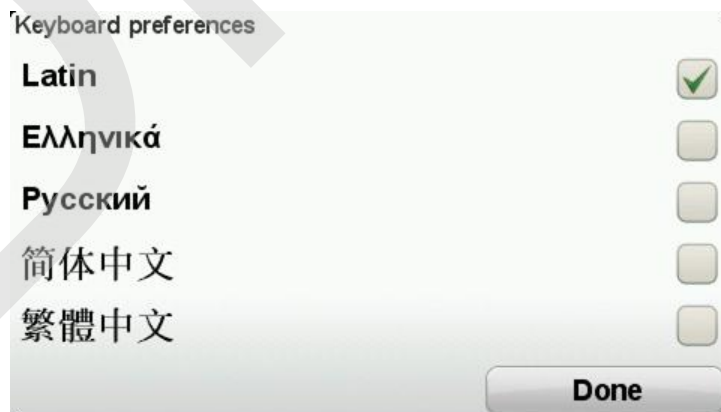 Keyboard preferences
Latin
Ελληνικά
Русский
简体中文
繁體中文
Done